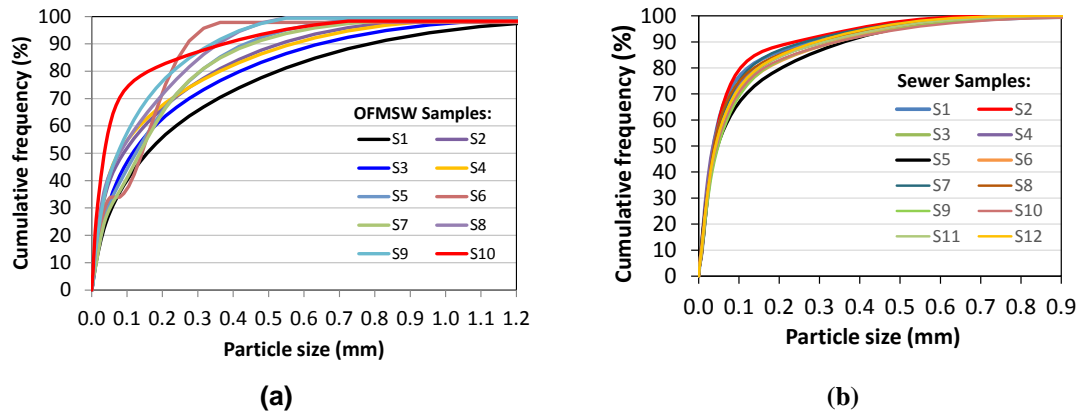 Cumulative frequency (%)
100
90
80
70
60
50
40
30
20
10
0
OFMSW Samples:
S1 S2
S3 S4
S5 S6
S7 S8
S9 S10
0.0 0.1 0.2 0.3 0.4 0.5 0.6 0.7 0.8 0.9 1.0 1.1 1.2
Particle size (mm)
(a)
Cumulative frequency (%)
100
90
80
70
60
50
40
30
20
10
0
Sewer Samples:
S1 S2
S3 S4
S5 S6
S7 S8
S9 S10
S11 S12
0.0 0.1 0.2 0.3 0.4 0.5 0.6 0.7 0.8 0.9
Particle size (mm)
(b)